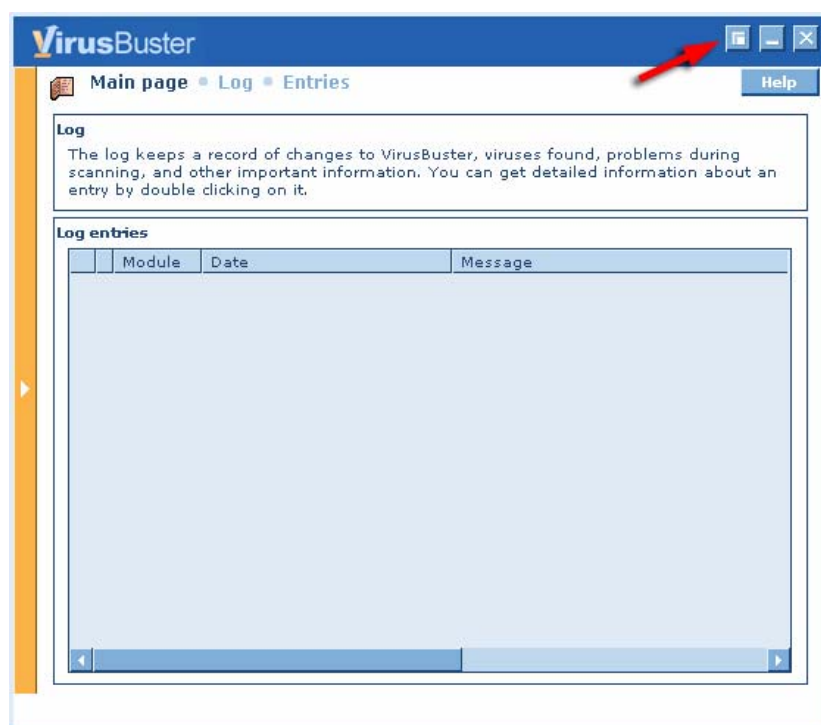 VirusBuster
Main page • Log • Entries
Help
Log
The log keeps a record of changes to VirusBuster, viruses found, problems during
scanning, and other important information. You can get detailed information about an
entry by double clicking on it.
Log entries
Module Date Message